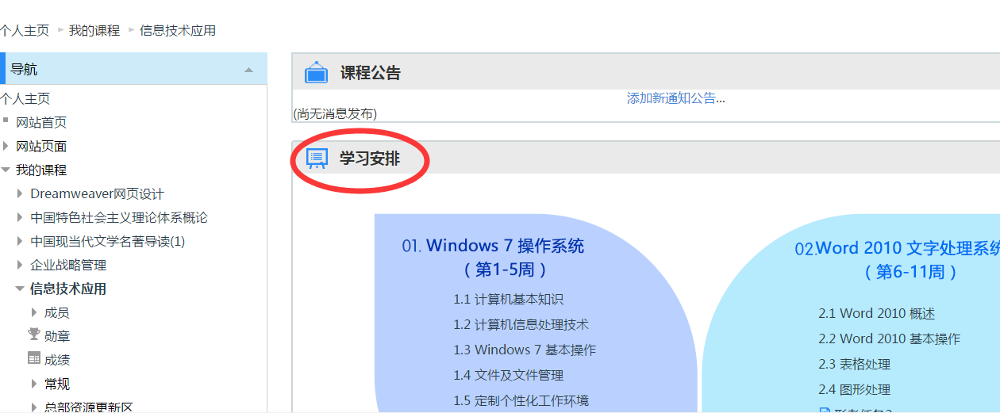 个人主页 我的课程 信息技术应用
导航
个人主页
网站首页
网站页面
我的课程
Dreamweaver网页设计
中国特色社会主义理论体系概论
中国现当代文学名著导读(1)
企业战略管理
信息技术应用
成员
勋章
成绩
常规
总部资源更新区
课程公告
添加新通知公告...
(尚无消息发布)
学习安排
01. Windows 7 操作系统
（第1-5周）
1.1 计算机基本知识
1.2 计算机信息处理技术
1.3 Windows 7 基本操作
1.4 文件及文件管理
1.5 定制个性化工作环境
02.Word 2010 文字处理系统
（第6-11周）
2.1 Word 2010 概述
2.2 Word 2010 基本操作
2.3 表格处理
2.4 图形处理